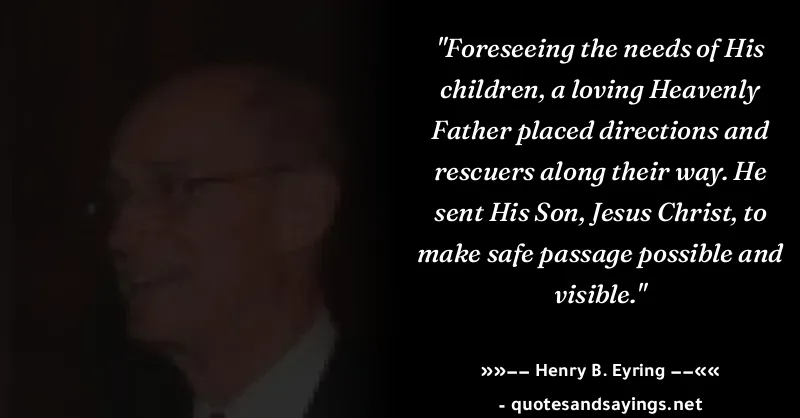 "Foreseeing the needs of His
children, a loving Heavenly
Father placed directions and
rescuers along their way. He
sent His Son, Jesus Christ, to
make safe passage possible and
visible."
»»−− Henry B. Eyring −−««
- quotesandsayings.net